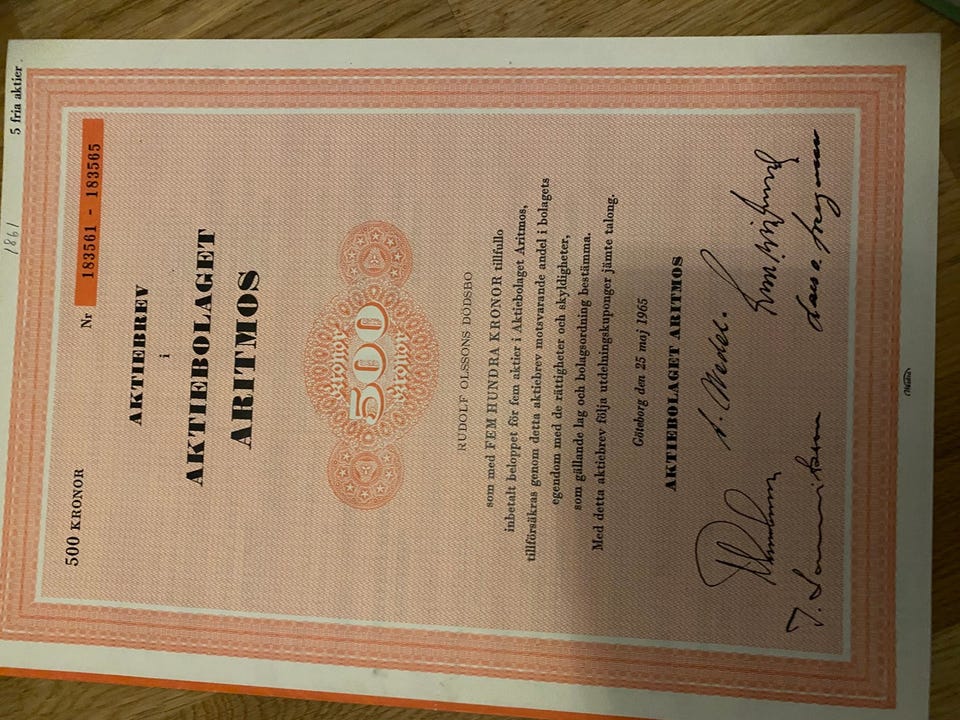 5 fria aktier
1861
500 KRONOR
Nr 183561 - 183565
AKTIEBREV
i
AKTIEBOLAGET
ARITMOS
kronor
500
kronor
RUDOLF OLSSONS DÖDSBO
som med FEM HUNDRA KRONOR tillfullo
inbetalt beloppet för fem aktier i Aktiebolaget Aritmos,
tillförsäkras genom detta aktiebrev motsvarande andel i bolagets
egendom med de rättigheter och skyldigheter,
som gällande lag och bolagsordning bestämma.
Med detta aktiebrev följa utdelningskuponger jämte talong.
Göteborg den 25 maj 1965
AKTIEBOLAGET ARITMOS